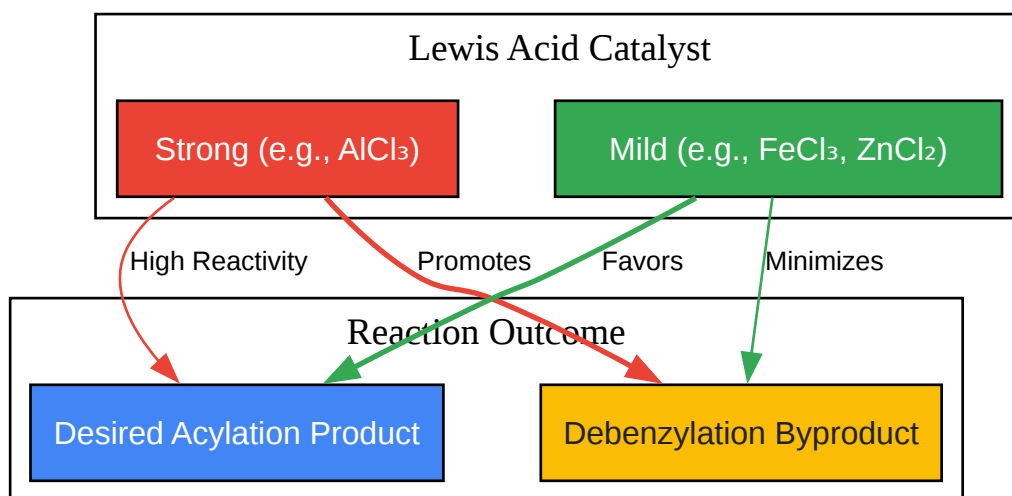 Lewis Acid Catalyst
Strong (e.g., AlCl₃)
Mild (e.g., FeCl₃, ZnCl₂)
High Reactivity
Promotes
Favors
Minimizes
Reaction Outcome
Desired Acylation Product
Debenzylation Byproduct